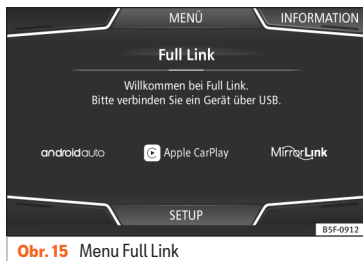 MENÜ INFORMATION
Full Link
Willkommen bei Full Link.
Bitte verbinden Sie ein Gerät über USB.
androidauto Apple CarPlay MirrorLink
SETUP
B5F-0912
Obr. 15 Menu Full Link